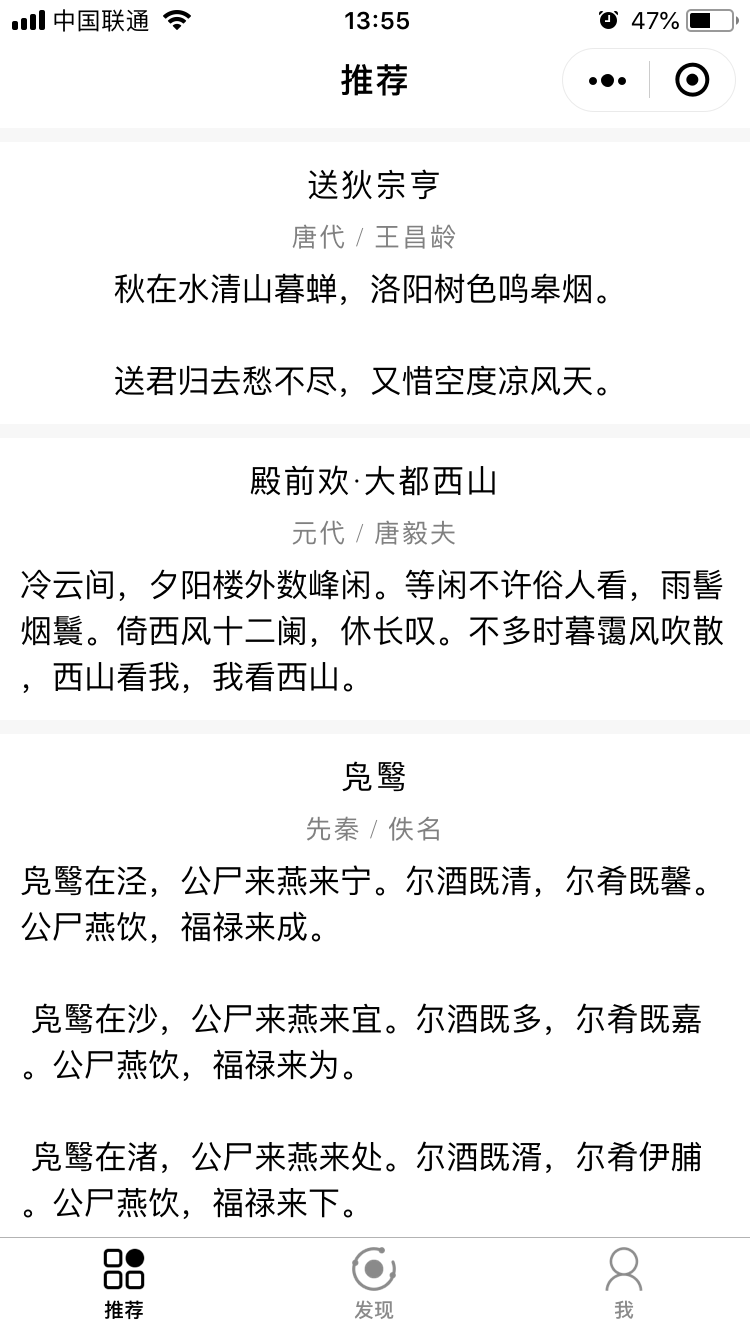 中国联通 13:55 47%
推荐
送狄宗亨
唐代 / 王昌龄
秋在水清山暮蝉，洛阳树色鸣皋烟。
送君归去愁不尽，又惜空度凉风天。
殿前欢·大都西山
元代 / 唐毅夫
冷云间，夕阳楼外数峰闲。等闲不许俗人看，雨髻
烟鬟。倚西风十二阑，休长叹。不多时暮霭风吹散
，西山看我，我看西山。
凫鹥
先秦 / 佚名
凫鹥在泾，公尸来燕来宁。尔酒既清，尔肴既馨。
公尸燕饮，福禄来成。
凫鹥在沙，公尸来燕来宜。尔酒既多，尔肴既嘉
。公尸燕饮，福禄来为。
凫鹥在渚，公尸来燕来处。尔酒既湑，尔肴伊脯
。公尸燕饮，福禄来下。
推荐 发现 我